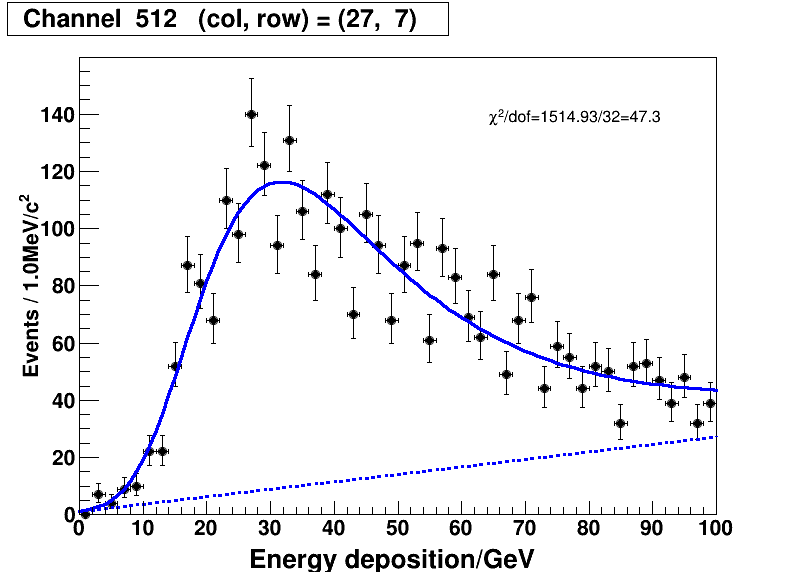 Channel 512 (col, row) = (27, 7)
χ²/dof=1514.93/32=47.3
Events / 1.0MeV/c²
140
120
100
80
60
40
20
0
0 10 20 30 40 50 60 70 80 90 100
Energy deposition/GeV